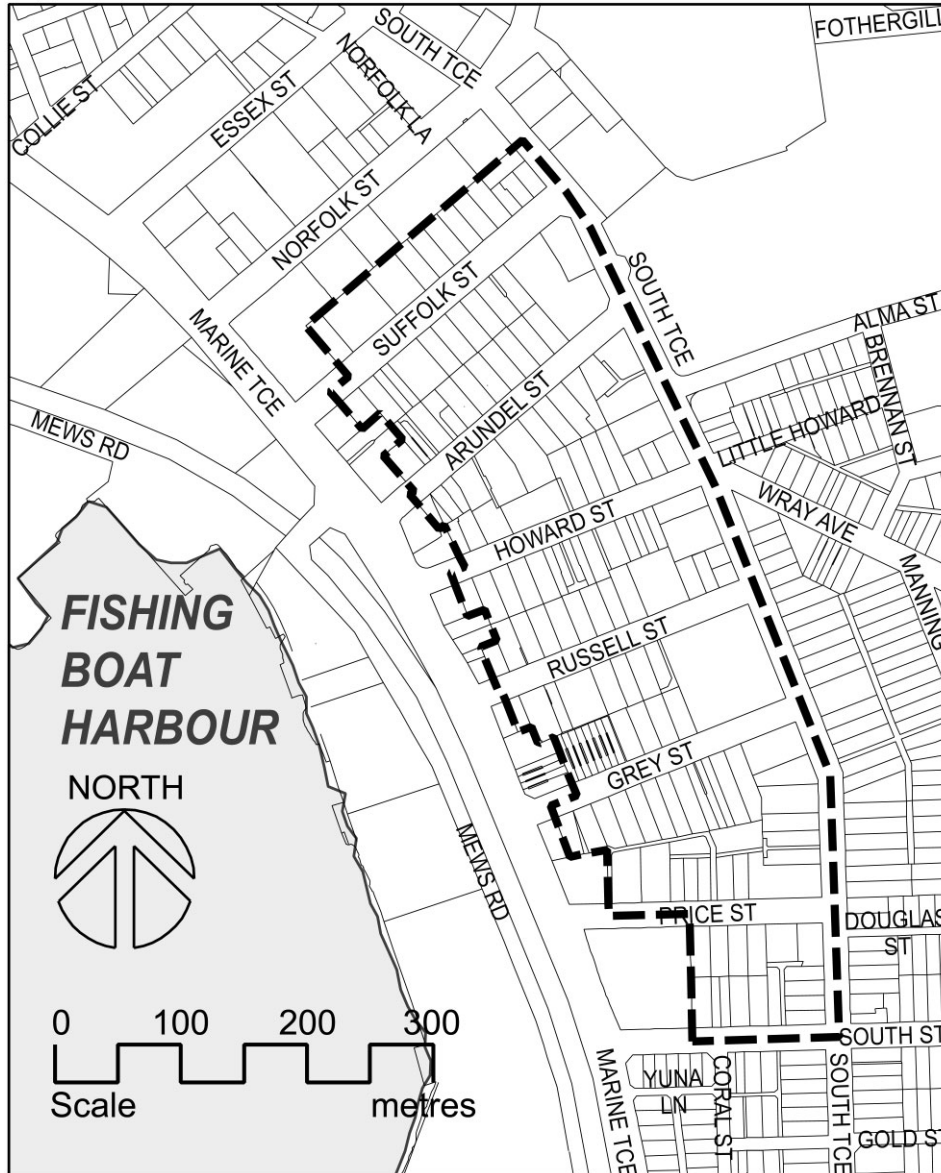 SOUTH TCE
FOTHERGILL
NORFOLK LA
COLLIE ST
ESSEX ST
NORFOLK ST
SUFFOLK ST
SOUTH TCE
ALMA ST
BRENNAN ST
MARINE TCE
ARUNDEL ST
LITTLE HOWARD
MEWS RD
WRAY AVE
HOWARD ST
MANNING
FISHING
BOAT
HARBOUR
RUSSELL ST
GREY ST
NORTH
MEWS RD
PRICE ST
DOUGLAS
ST
0 100 200 300
Scale metres
SOUTH ST
MARINE TCE
YUNA
LN
CORAL ST
SOUTH TCE
GOLD ST